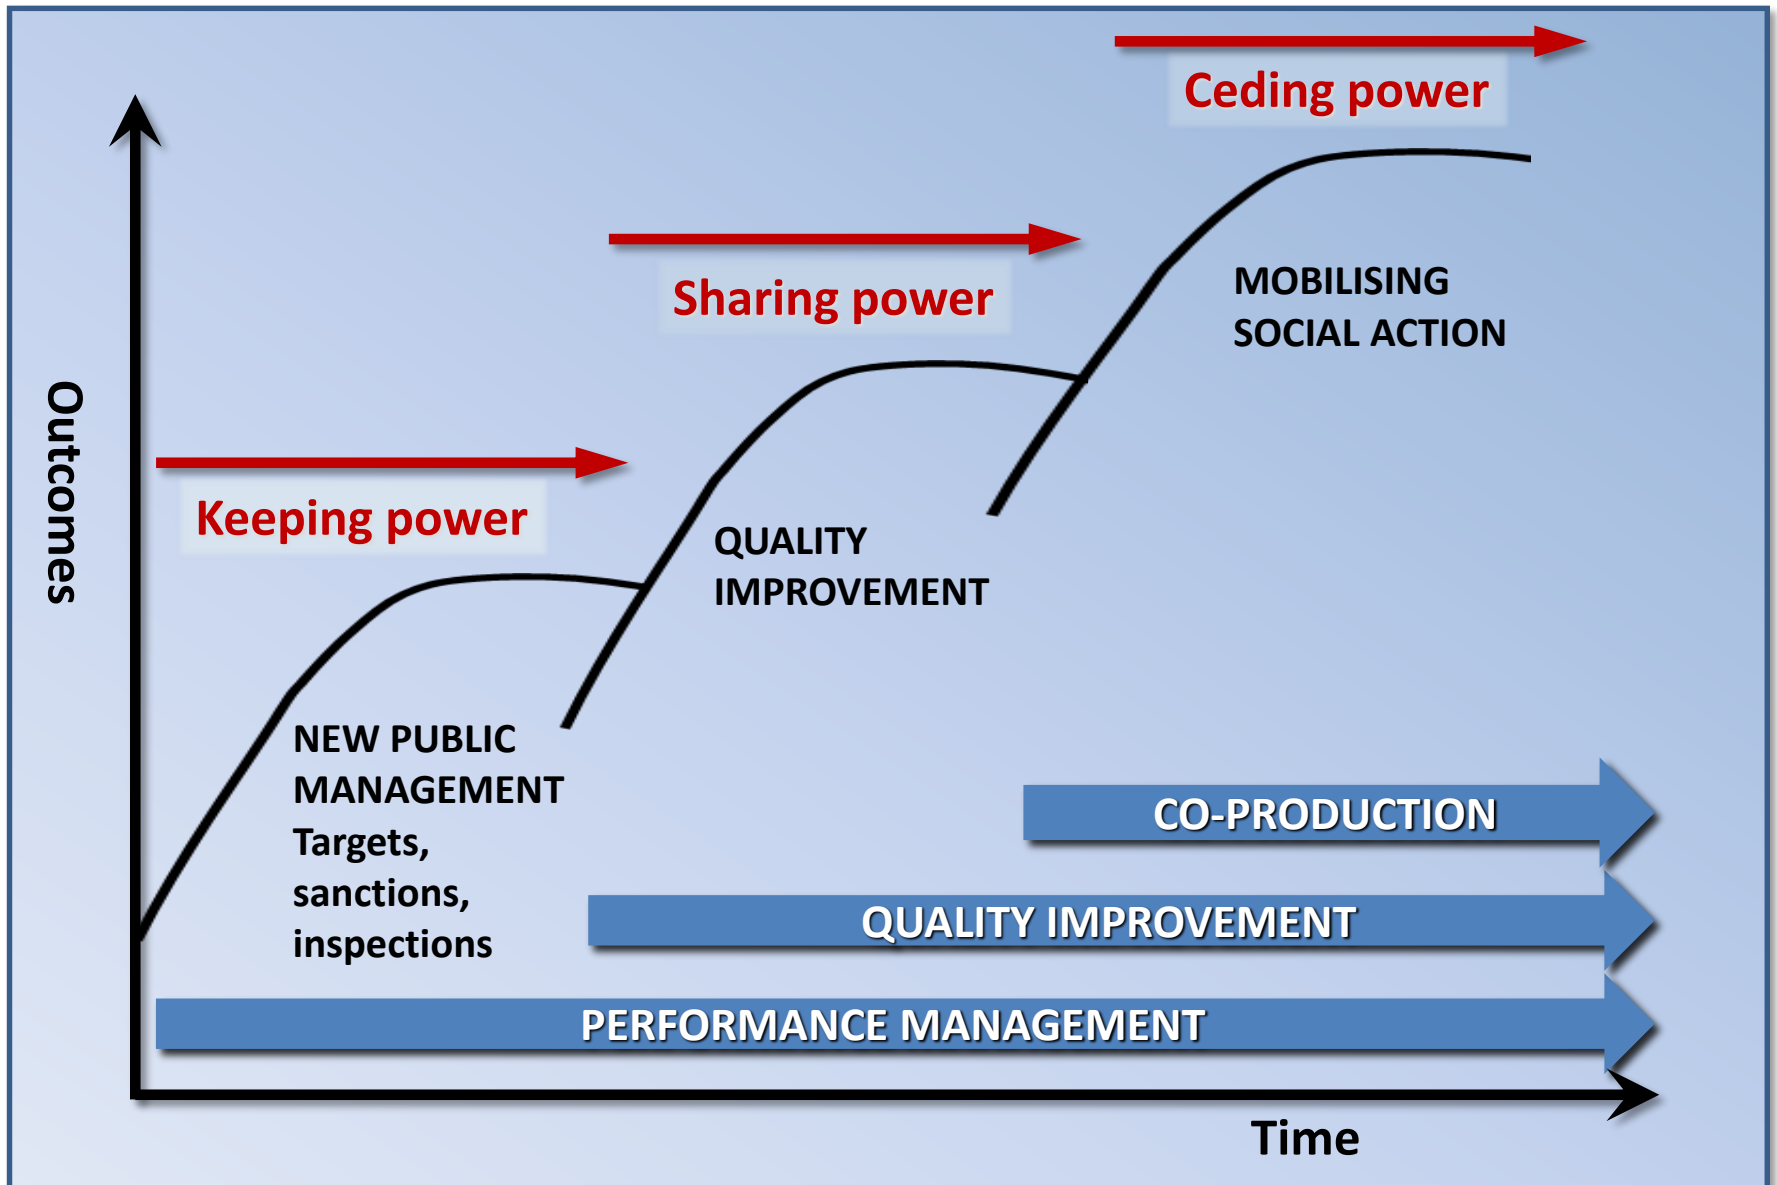 Ceding power
Sharing power
MOBILISING
SOCIAL ACTION
Outcomes
Keeping power
QUALITY
IMPROVEMENT
NEW PUBLIC
MANAGEMENT
Targets,
sanctions,
inspections
CO-PRODUCTION
QUALITY IMPROVEMENT
PERFORMANCE MANAGEMENT
Time